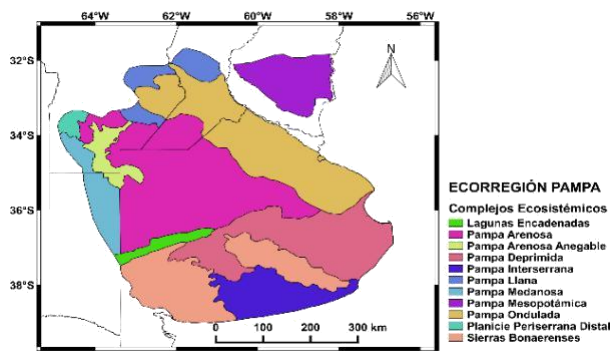 64°W 62°W 60°W 58°W 56°W
N
32°S
34°S
36°S
38°S
0 100 200 300 km
ECORREGIÓN PAMPA
Complejos Ecosistémicos
Lagunas Encadenadas
Pampa Arenosa
Pampa Arenosa Anegable
Pampa Deprimida
Pampa Interserrana
Pampa Llana
Pampa Medanosa
Pampa Mesopotámica
Pampa Ondulada
Planicie Periserrana Distal
Sierras Bonaerenses